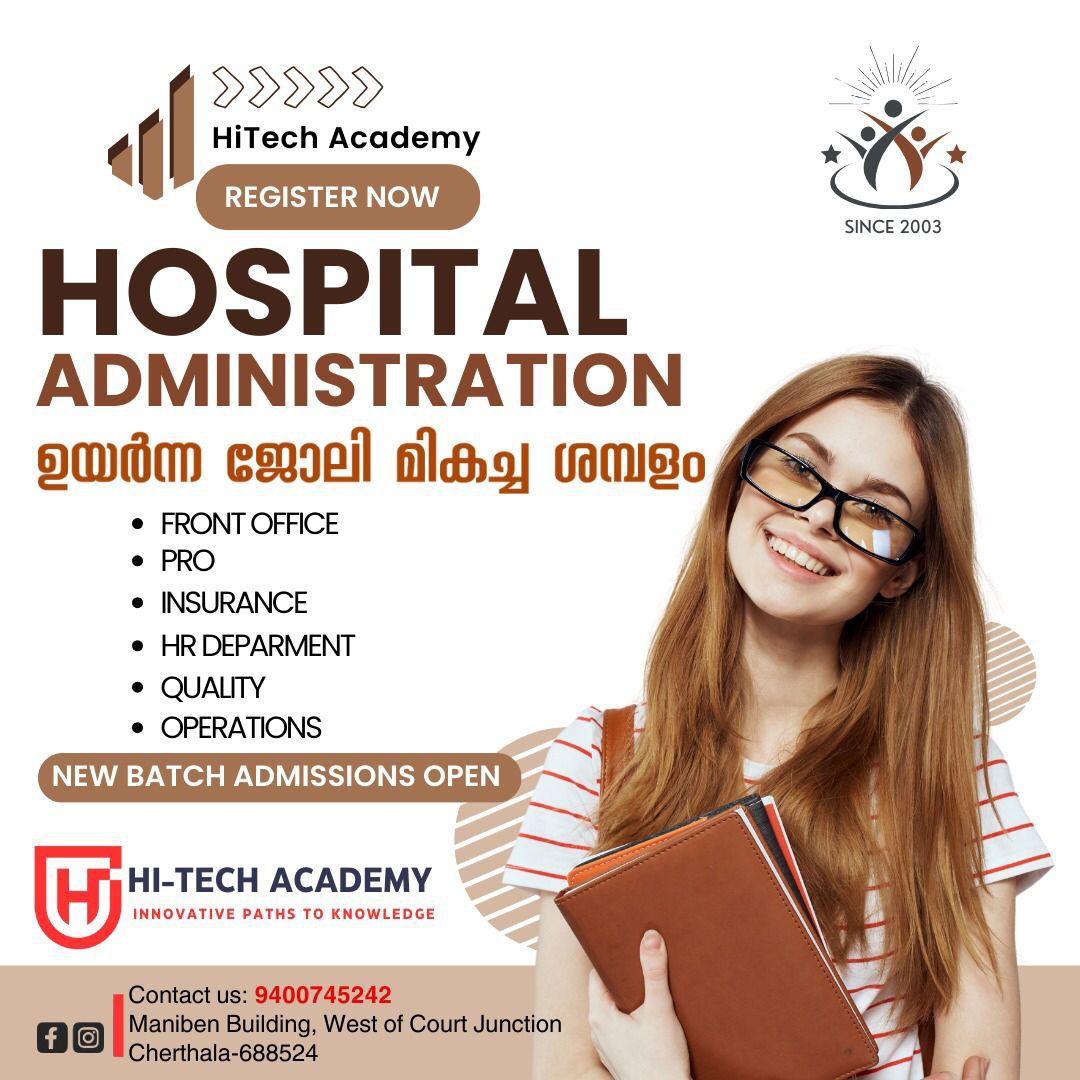 HiTech Academy
REGISTER NOW
SINCE 2003
HOSPITAL
ADMINISTRATION
ഉയർന്ന ജോലി മികച്ച ശമ്പളം
• FRONT OFFICE
• PRO
• INSURANCE
• HR DEPARMENT
• QUALITY
• OPERATIONS
NEW BATCH ADMISSIONS OPEN
HI-TECH ACADEMY
INNOVATIVE PATHS TO KNOWLEDGE
Contact us: 9400745242
Maniben Building, West of Court Junction
Cherthala-688524